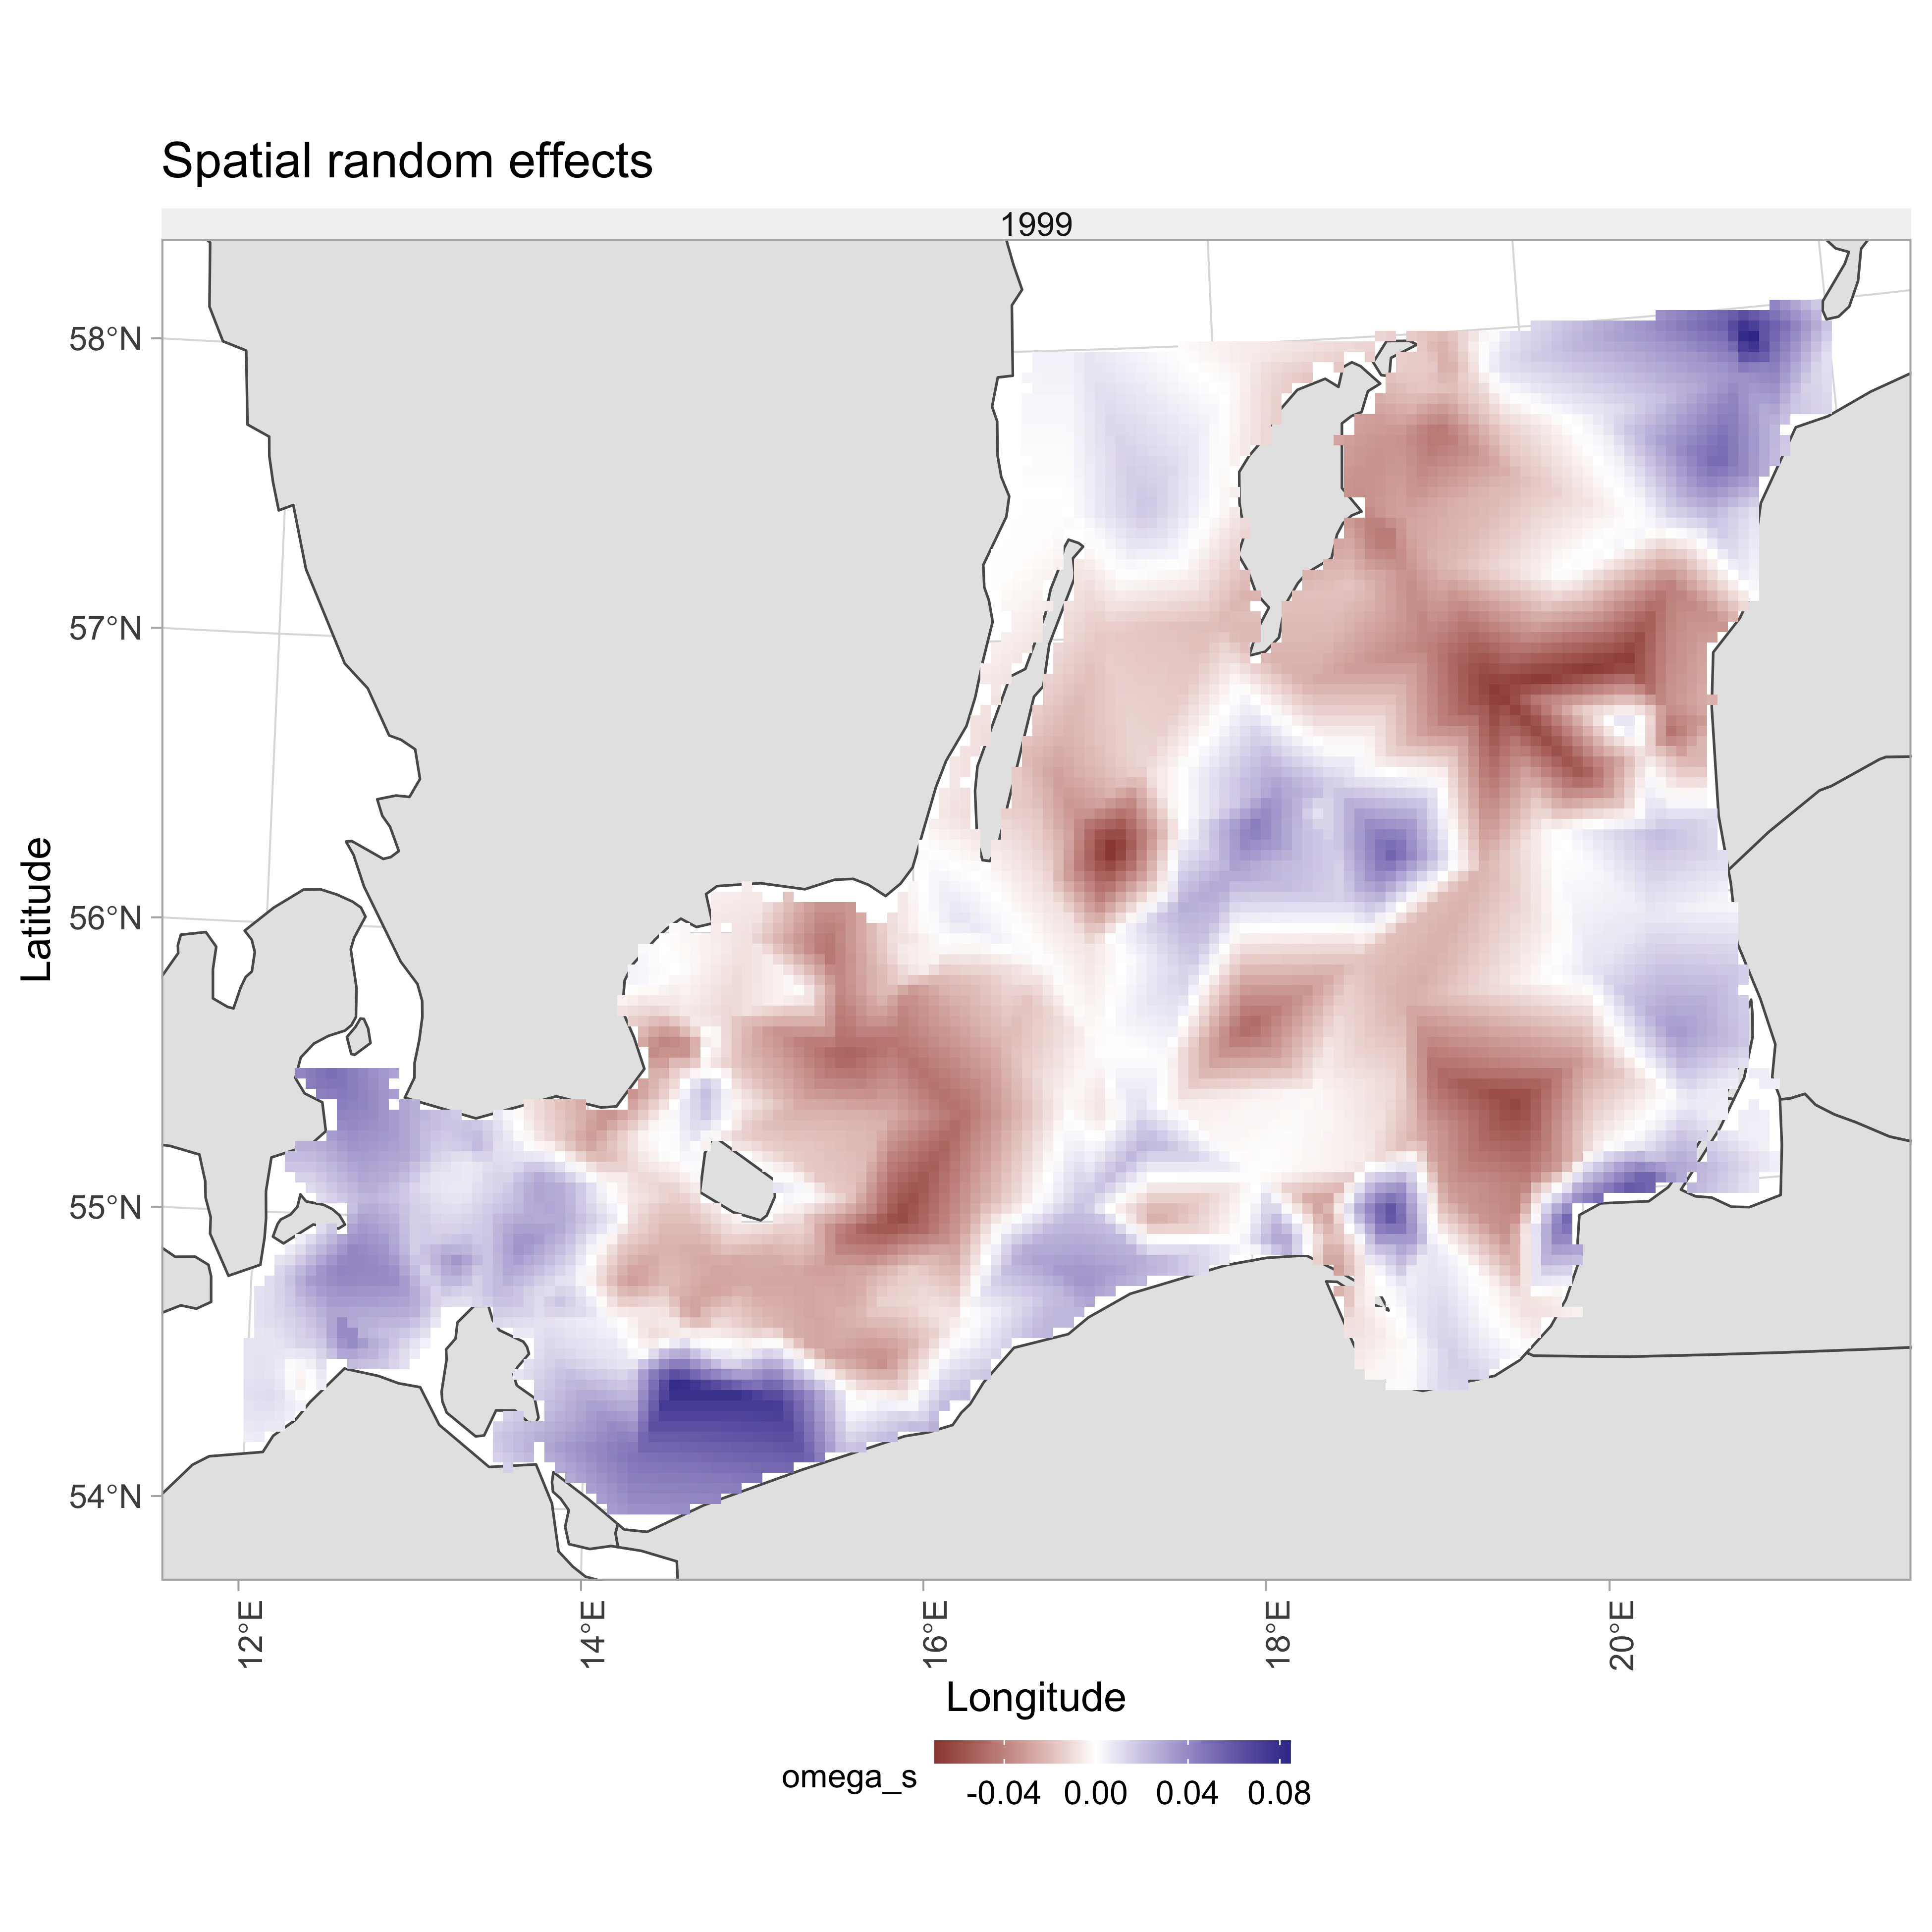 Spatial random effects
1999
58°N
57°N
56°N
55°N
54°N
Latitude
12°E
14°E
16°E
18°E
20°E
Longitude
omega_s
-0.04 0.00 0.04 0.08